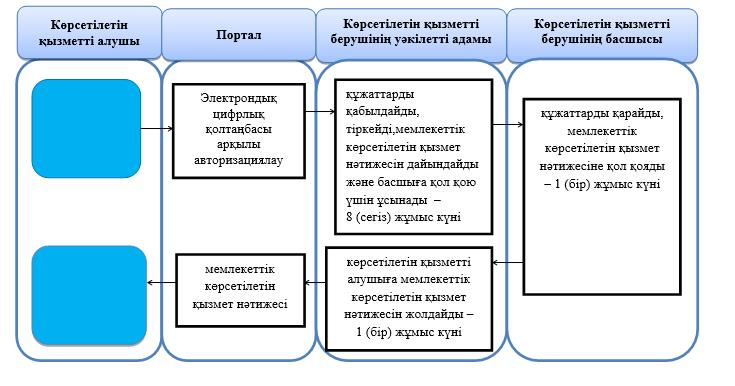 Көрсетілетін
қызметті алушы
Портал
Көрсетілетін қызметті
берушінің уәкілетті адамы
Көрсетілетін қызметті
берушінің басшысы
Электрондық
цифрлық
қолтаңбасы
арқылы
авторизациялау
құжаттарды
қабылдайды,
тіркейді,мемлекеттік
көрсетілетін қызмет
нәтижесін дайындайды
және басшыға қол қою
үшін ұсынады –
8 (сегіз) жұмыс күні
құжаттарды қарайды,
мемлекеттік
көрсетілетін қызмет
нәтижесіне қол қояды
– 1 (бір) жұмыс күні
көрсетілетін қызметті
алушыға мемлекеттік
көрсетілетін қызмет
нәтижесін жолдайды –
1 (бір) жұмыс күні
мемлекеттік
көрсетілетін
қызмет нәтижесі